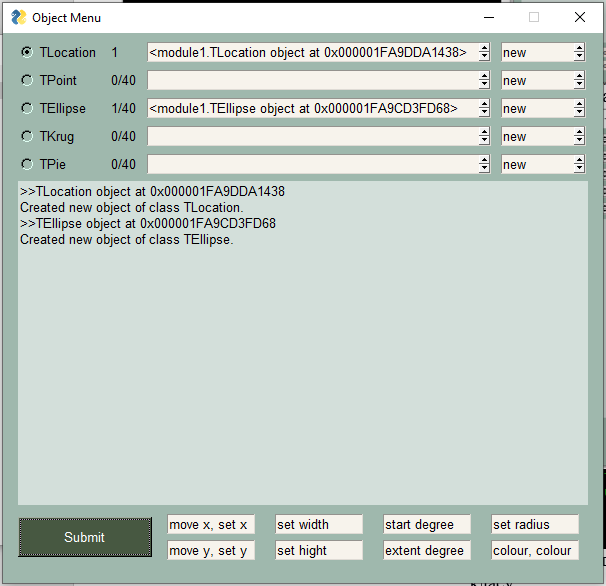 Object Menu
TLocation 1 <module1.TLocation object at 0x000001FA9DDA1438> new
TPoint 0/40 new
TEllipse 1/40 <module1.TEllipse object at 0x000001FA9CD3FD68> new
TKrug 0/40 new
TPie 0/40 new
>>TLocation object at 0x000001FA9DDA1438
Created new object of class TLocation.
>>TEllipse object at 0x000001FA9CD3FD68
Created new object of class TEllipse.
Submit
move x, set x set width start degree set radius
move y, set y set hight extent degree colour, colour